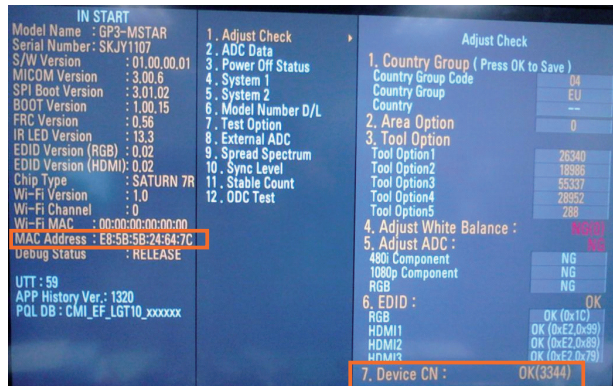 IN START
Model Name : GP3-MSTAR
Serial Number : SKJY1107
S/W Version : 01.00.00.01
MICOM Version : 3.00.6
SPI Boot Version : 3.01.02
BOOT Version : 1.00.15
FRC Version : 0.56
IR LED Version : 13.3
EDID Version (RGB) : 0.02
EDID Version (HDMI): 0.02
Chip Type : SATURN 7R
Wi-Fi Version : 1.0
Wi-Fi Channel : 0
Wi-Fi MAC : 00:00:00:00:00:00
MAC Address : E8:5B:5B:24:64:7C
Debug Status : RELEASE
UTT : 59
APP History Ver.: 1320
PQL DB : CMI_EF_LGT10_xxxxxx
1. Adjust Check
2. ADC Data
3. Power Off Status
4. System 1
5. System 2
6. Model Number D/L
7. Test Option
8. External ADC
9. Spread Spectrum
10. Sync Level
11. Stable Count
12. ODC Test
Adjust Check
1. Country Group ( Press OK to Save )
Country Group Code 04
Country Group EU
Country --
2. Area Option 0
3. Tool Option
Tool Option1 26340
Tool Option2 18986
Tool Option3 55337
Tool Option4 28952
Tool Option5 288
4. Adjust White Balance :
5. Adjust ADC : NG
480i Component NG
1080p Component NG
RGB NG
6. EDID : OK
RGB OK (0x1C)
HDMI1 OK (0xE2,0x99)
HDMI2 OK (0xE2,0x89)
HDMI3 OK (0xE2,0x79)
7. Device CN : OK(3344)